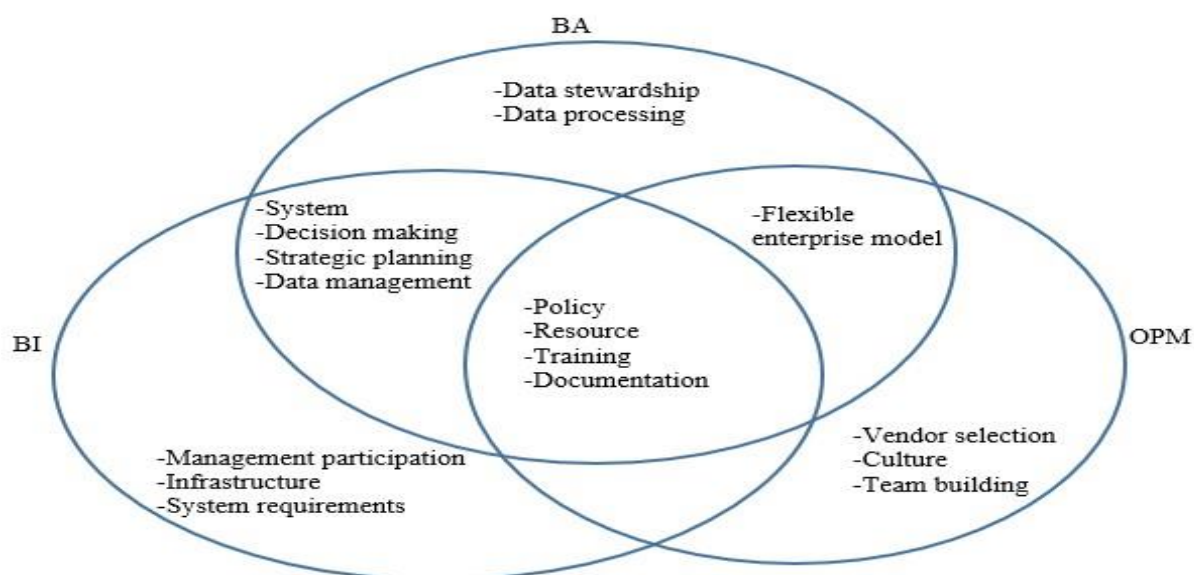 BA
-Data stewardship
-Data processing
-System
-Decision making
-Strategic planning
-Data management
-Flexible
enterprise model
-Policy
-Resource
-Training
-Documentation
BI
OPM
-Management participation
-Infrastructure
-System requirements
-Vendor selection
-Culture
-Team building